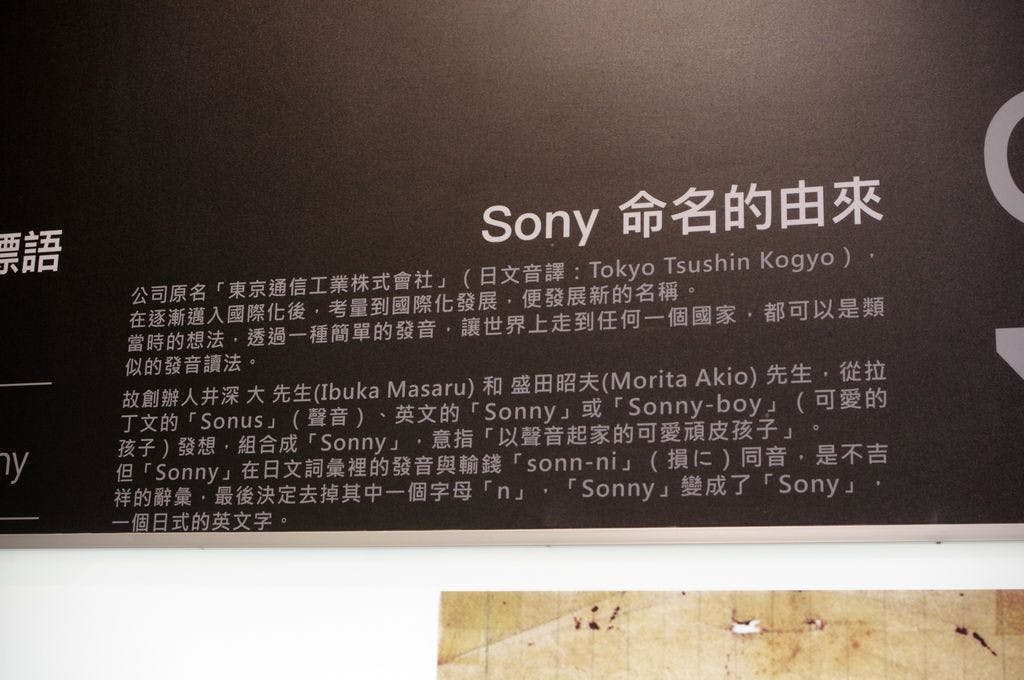 標語
ny
Sony 命名的由來
公司原名「東京通信工業株式會社」（日文音譯：Tokyo Tsushin Kogyo），
在逐漸邁入國際化後，考量到國際化發展，便發展新的名稱。
當時的想法，透過一種簡單的發音，讓世界上走到任何一個國家，都可以是類
似的發音讀法。
故創辦人井深 大 先生(Ibuka Masaru) 和 盛田昭夫(Morita Akio) 先生，從拉
丁文的「Sonus」（聲音）、英文的「Sonny」或「Sonny-boy」（可愛的
孩子）發想，組合成「Sonny」，意指「以聲音起家的可愛頑皮孩子」。
但「Sonny」在日文詞彙裡的發音與輸錢「sonn-ni」（損に）同音，是不吉
祥的辭彙，最後決定去掉其中一個字母「n」，「Sonny」變成了「Sony」，
一個日式的英文字。